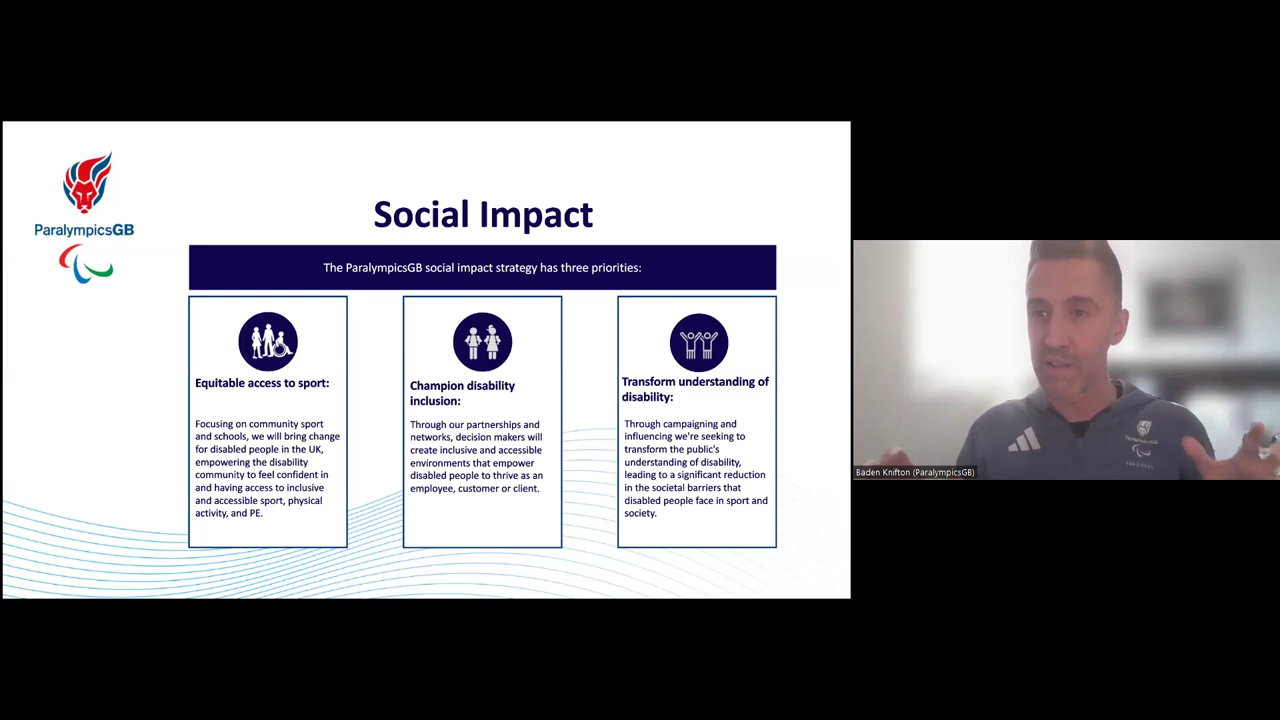 ParalympicsGB
Social Impact
The ParalympicsGB social impact strategy has three priorities:
Equitable access to sport:
Focusing on community sport
and schools, we will bring change
for disabled people in the UK,
empowering the disability
community to feel confident in
and having access to inclusive
and accessible sport, physical
activity, and PE.
Champion disability
inclusion:
Through our partnerships and
networks, decision makers will
create inclusive and accessible
environments that empower
disabled people to thrive as an
employee, customer or client.
Transform understanding of
disability:
Through campaigning and
influencing we're seeking to
transform the public's
understanding of disability,
leading to a significant reduction
in the societal barriers that
disabled people face in sport and
society.
ParalympicsGB
Baden Knifton (ParalympicsGB)